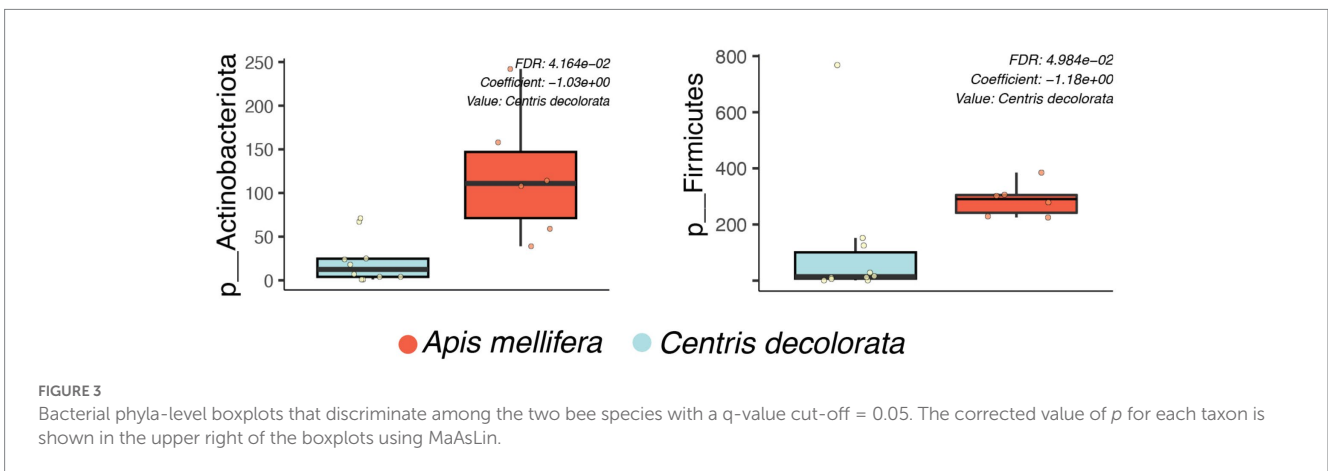 p__Actinobacteriota
250
200
150
100
50
0
FDR: 4.164e−02
Coefficient: −1.03e+00
Value: Centris decolorata
p__Firmicutes
800
600
400
200
FDR: 4.984e−02
Coefficient: −1.18e+00
Value: Centris decolorata
Apis mellifera Centris decolorata
FIGURE 3
Bacterial phyla-level boxplots that discriminate among the two bee species with a q-value cut-off = 0.05. The corrected value of p for each taxon is
shown in the upper right of the boxplots using MaAsLin.